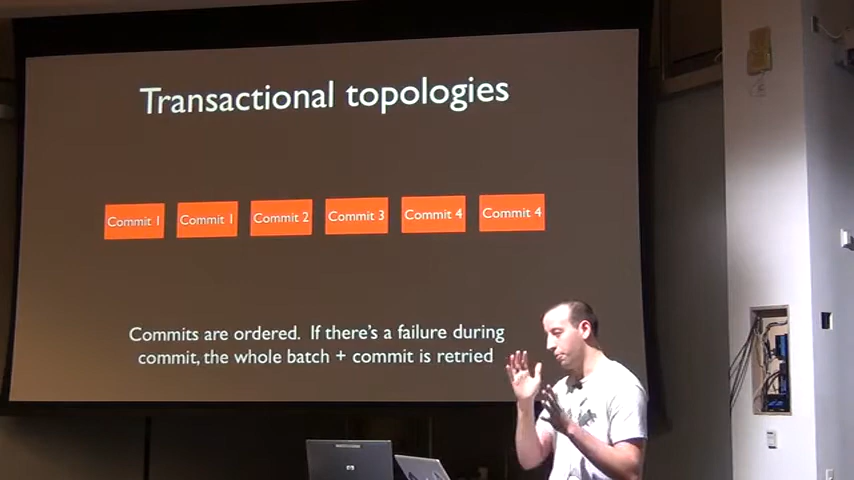 Transactional topologies
Commit 1 Commit 1 Commit 2 Commit 3 Commit 4 Commit 4
Commits are ordered. If there's a failure during
commit, the whole batch + commit is retried